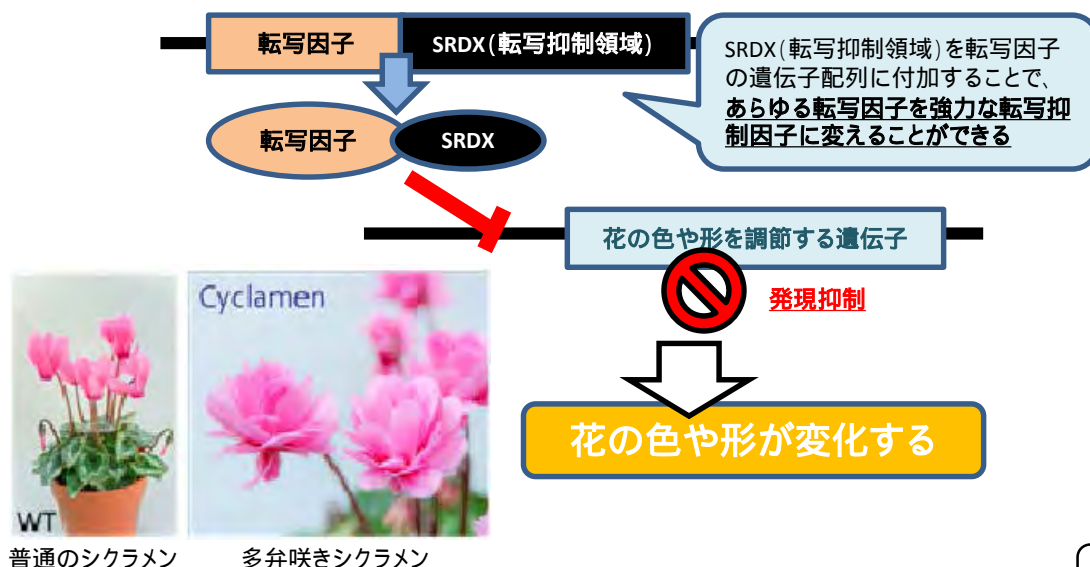 転写因子
SRDX(転写抑制領域)
SRDX(転写抑制領域)を転写因子
の遺伝子配列に付加することで、
あらゆる転写因子を強力な転写抑
制因子に変えることができる
転写因子
SRDX
花の色や形を調節する遺伝子
発現抑制
花の色や形が変化する
Cyclamen
WT
普通のシクラメン
多弁咲きシクラメン